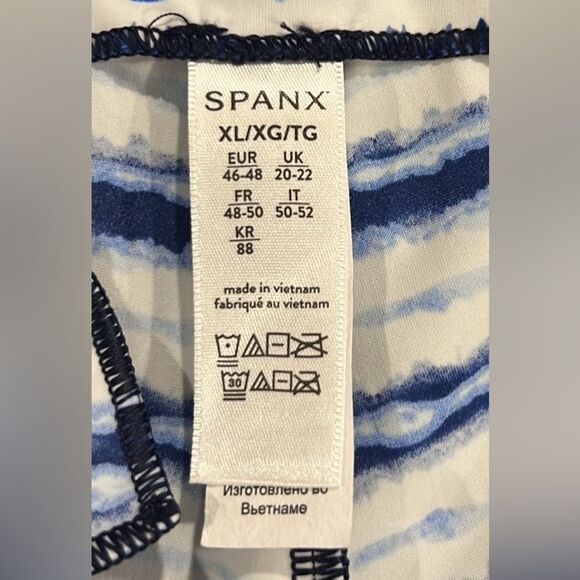 SPANX
XL/XG/TG
EUR UK
46-48 20-22
FR IT
48-50 50-52
KR
88
made in vietnam
fabriqué au vietnam
30
Изготовлено во
Вьетнаме